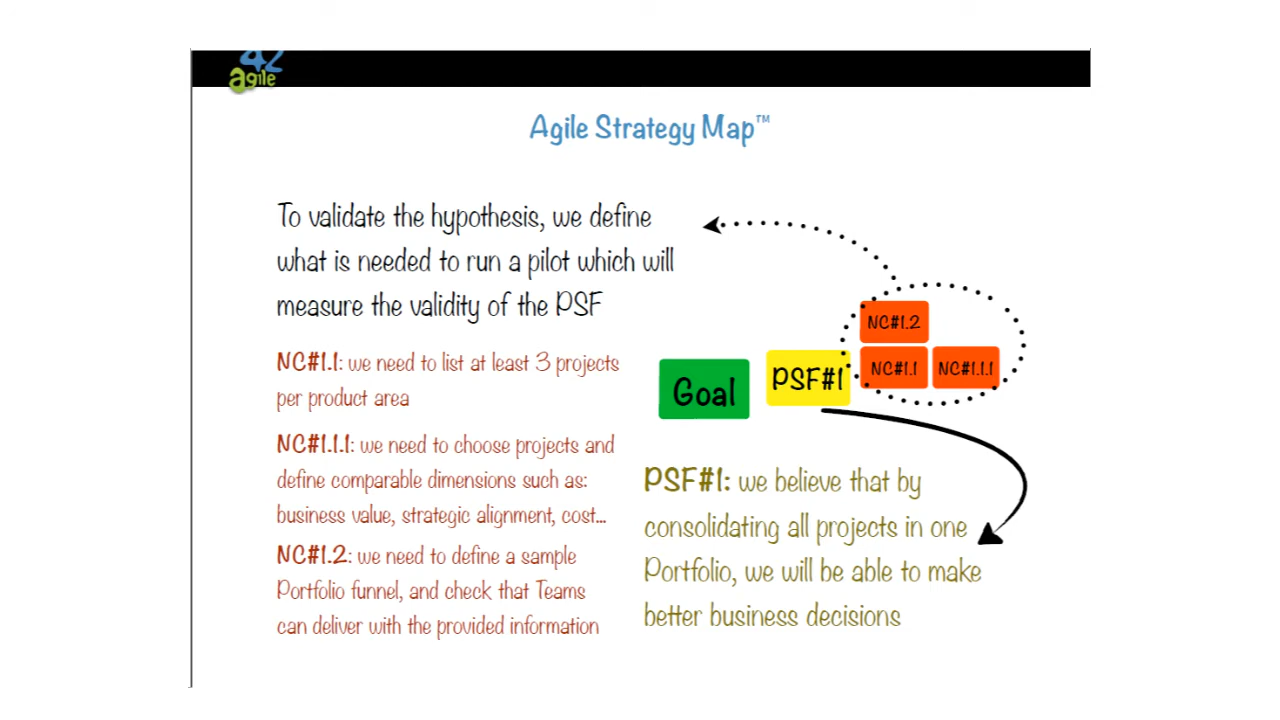 agile
42
Agile Strategy Map™
To validate the hypothesis, we define
what is needed to run a pilot which will
measure the validity of the PSF
NC#1.1: we need to list at least 3 projects
per product area
NC#1.1.1: we need to choose projects and
define comparable dimensions such as:
business value, strategic alignment, cost...
NC#1.2: we need to define a sample
Portfolio funnel, and check that Teams
can deliver with the provided information
NC#1.2
Goal
PSF#1
NC#1.1
NC#1.1.1
PSF#1: we believe that by
consolidating all projects in one
Portfolio, we will be able to make
better business decisions